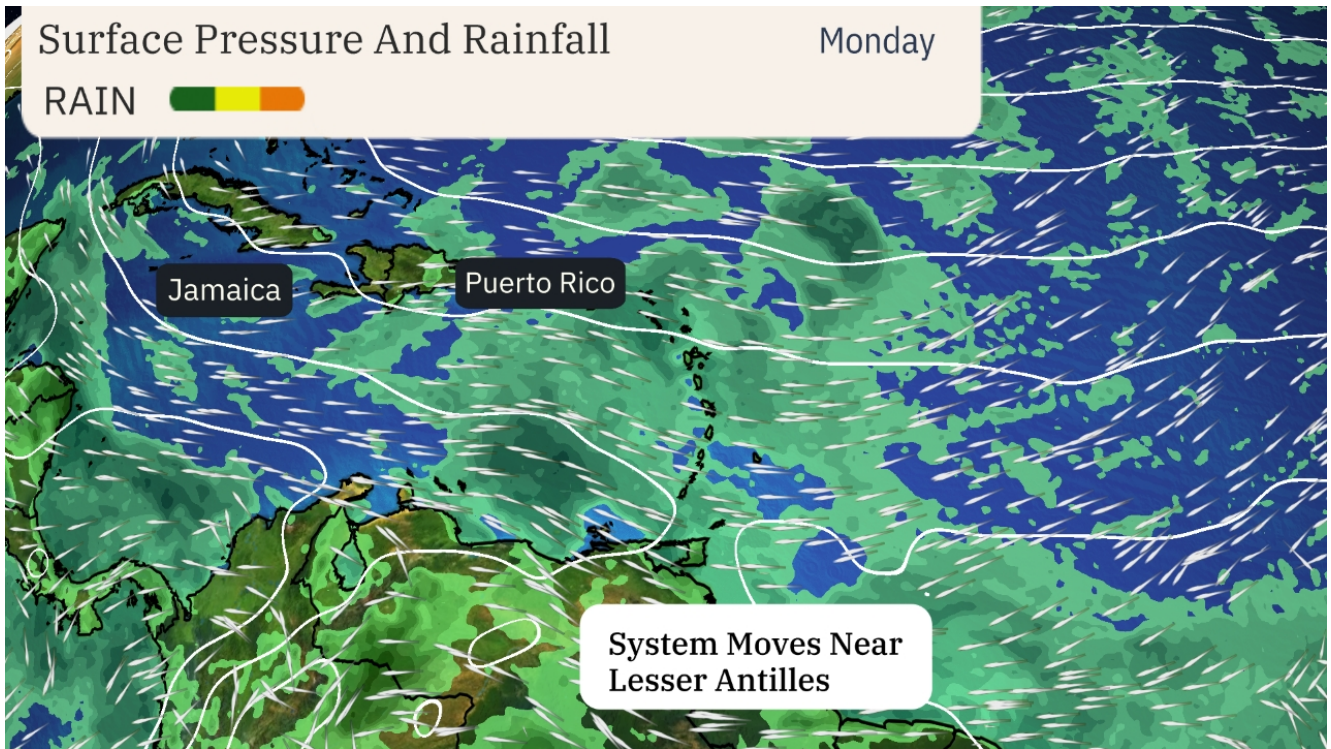 Surface Pressure And Rainfall
Monday
RAIN
Jamaica
Puerto Rico
System Moves Near
Lesser Antilles